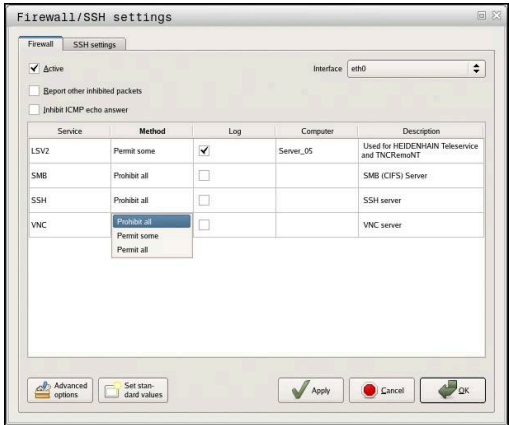 Firewall/SSH settings
Firewall SSH settings
Active Interface eth0
Report other inhibited packets
Inhibit ICMP echo answer
Service Method Log Computer Description
LSV2 Permit some Server_05 Used for HEIDENHAIN Teleservice
and TNCRemoNT
SMB Prohibit all SMB (CIFS) Server
SSH Prohibit all SSH server
VNC Prohibit all VNC server
Permit some
Permit all
Advanced
options
Set stan-
dard values
Apply
Cancel
OK